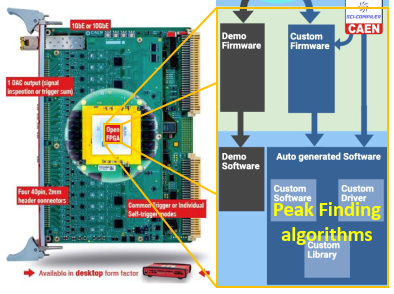 1GbE or 10GbE
CAEN
1 DAC output (signal
inspection or trigger sum)
Open
FPGA
Four 40pin, 2mm
header connectors
Common Trigger or Individual
Self-trigger modes
Available in desktop form factor
SCI-COMPILER
CAEN
Demo
Firmware
Custom
Firmware
Demo
Software
Auto generated Software
Custom
Software
Custom
Driver
Peak Finding
algorithms
Custom
Library